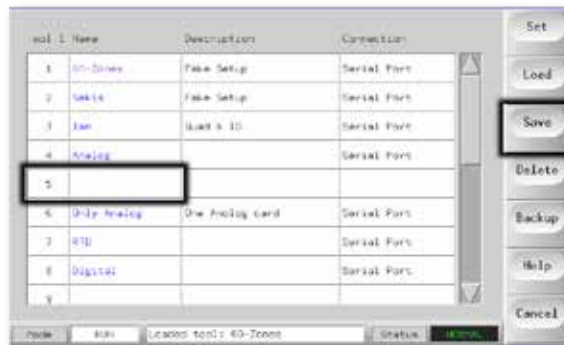 Name Description Connection
1 60-Zones Fake Setup Serial Port
2 Fake Setup Serial Port
3 Quad & IO Serial Port
4 Analog Serial Port
5
6 Only Analog One Analog card Serial Port
7 RTD Serial Port
8 Digital Serial Port
9
Set
Load
Save
Delete
Backup
Help
Cancel
Mode RUN Loaded tool: 60-Zones Status NORMAL